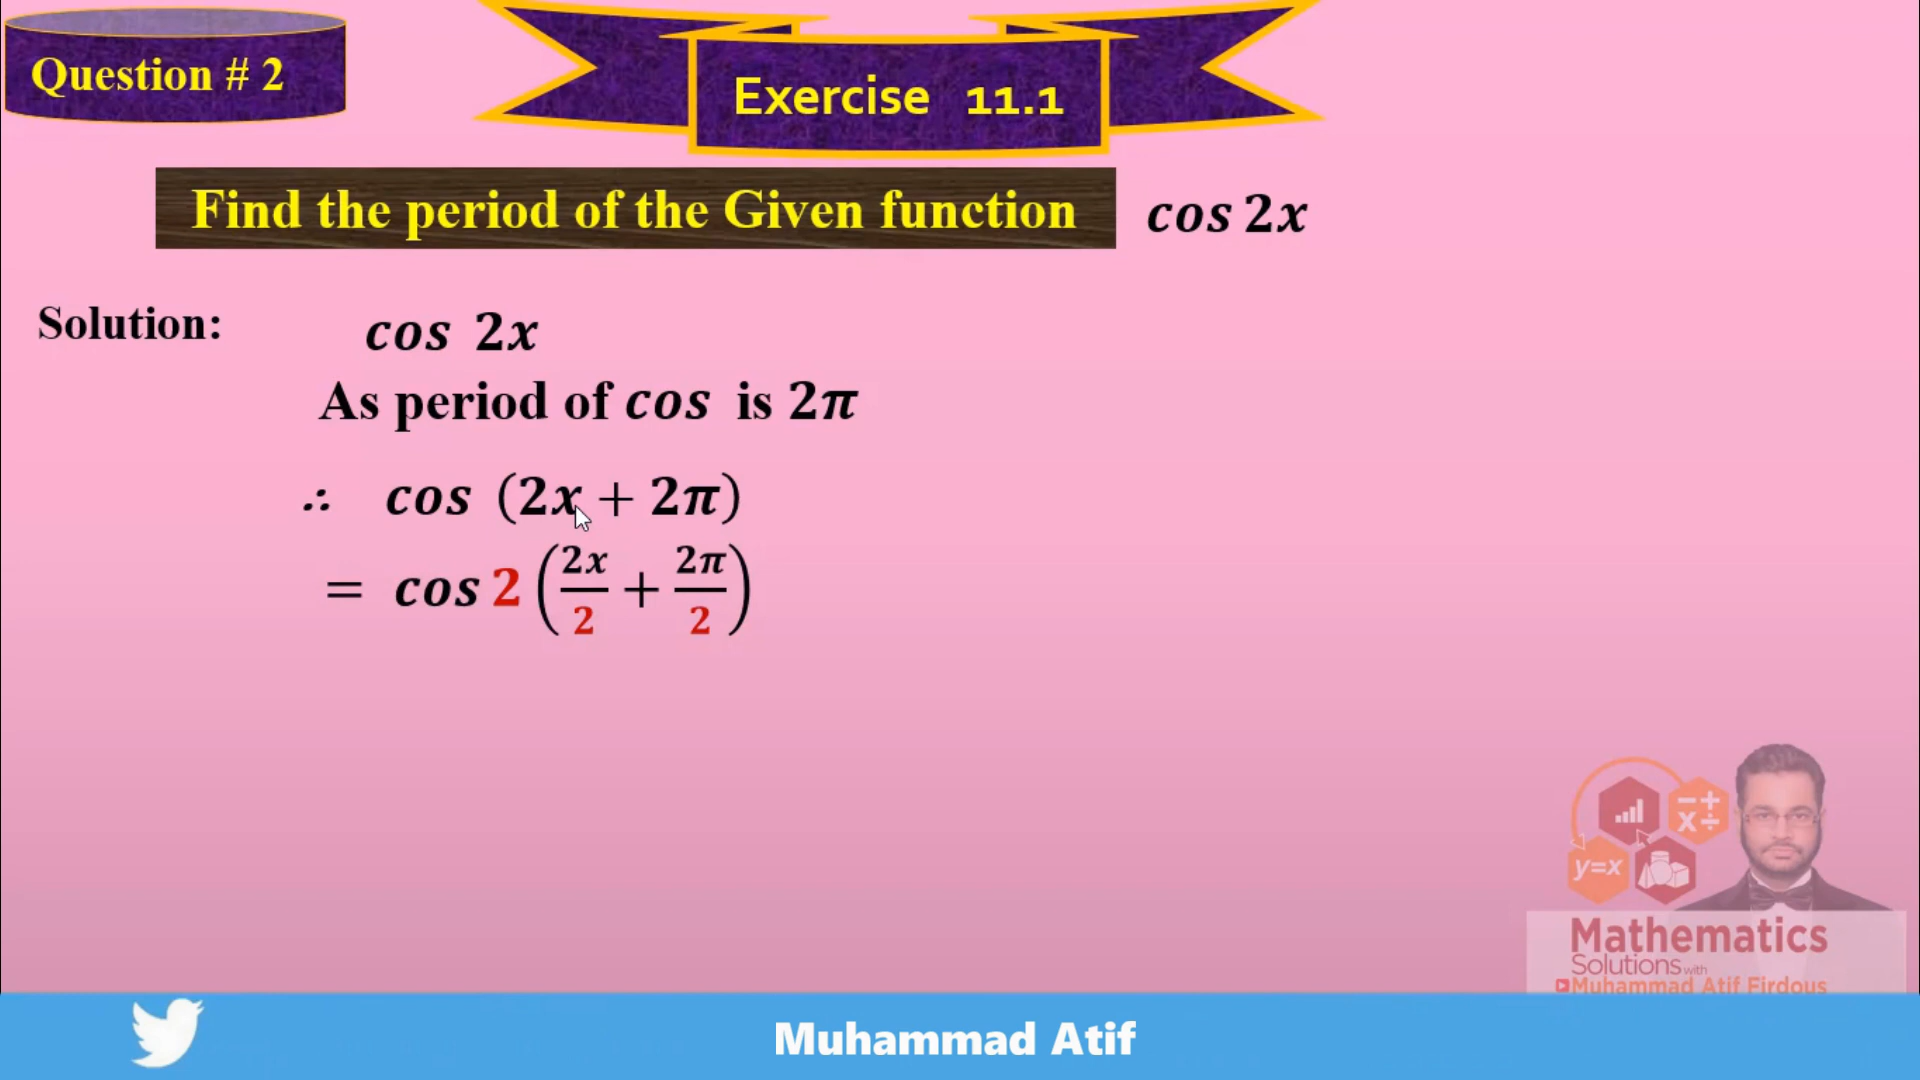 Question # 2
Exercise 11.1
Find the period of the Given function cos 2x
Solution: cos 2x
As period of cos is 2π
∴ cos (2x + 2π)
= cos 2 (2x/2 + 2π/2)
y=x
Mathematics
Solutions with
Muhammad Atif Firdous
Muhammad Atif